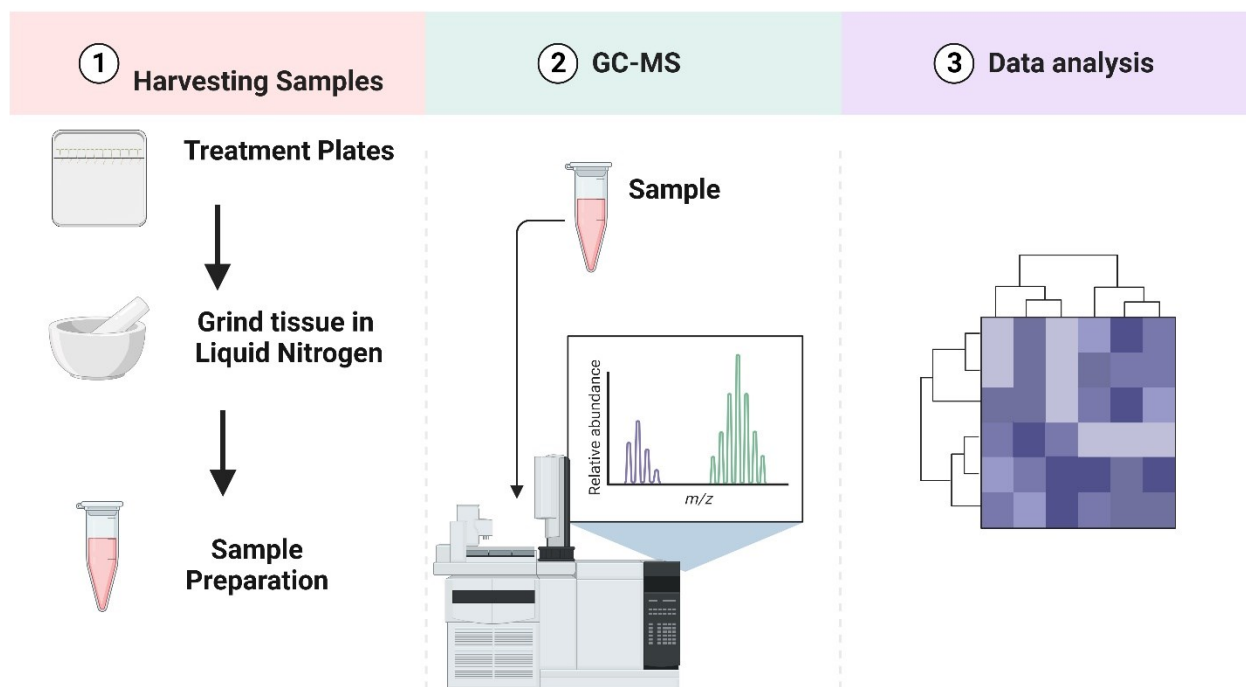 1
Harvesting Samples
2 GC-MS
3 Data analysis
Treatment Plates
Grind tissue in
Liquid Nitrogen
Sample
Preparation
Sample
Relative abundance
m/z